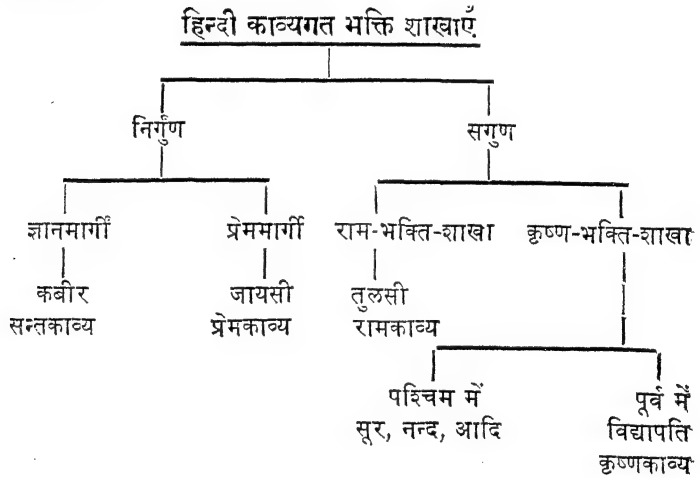 हिन्दी काव्यगत भक्ति शाखाएँ
निर्गुण
सगुण
ज्ञानमार्गी
प्रेममार्गी
राम-भक्ति-शाखा
कृष्ण-भक्ति-शाखा
कबीर
सन्तकाव्य
जायसी
प्रेमकाव्य
तुलसी
रामकाव्य
पश्चिम में
सूर, नन्द, आदि
पूर्व में
विद्यापति
कृष्णकाव्य